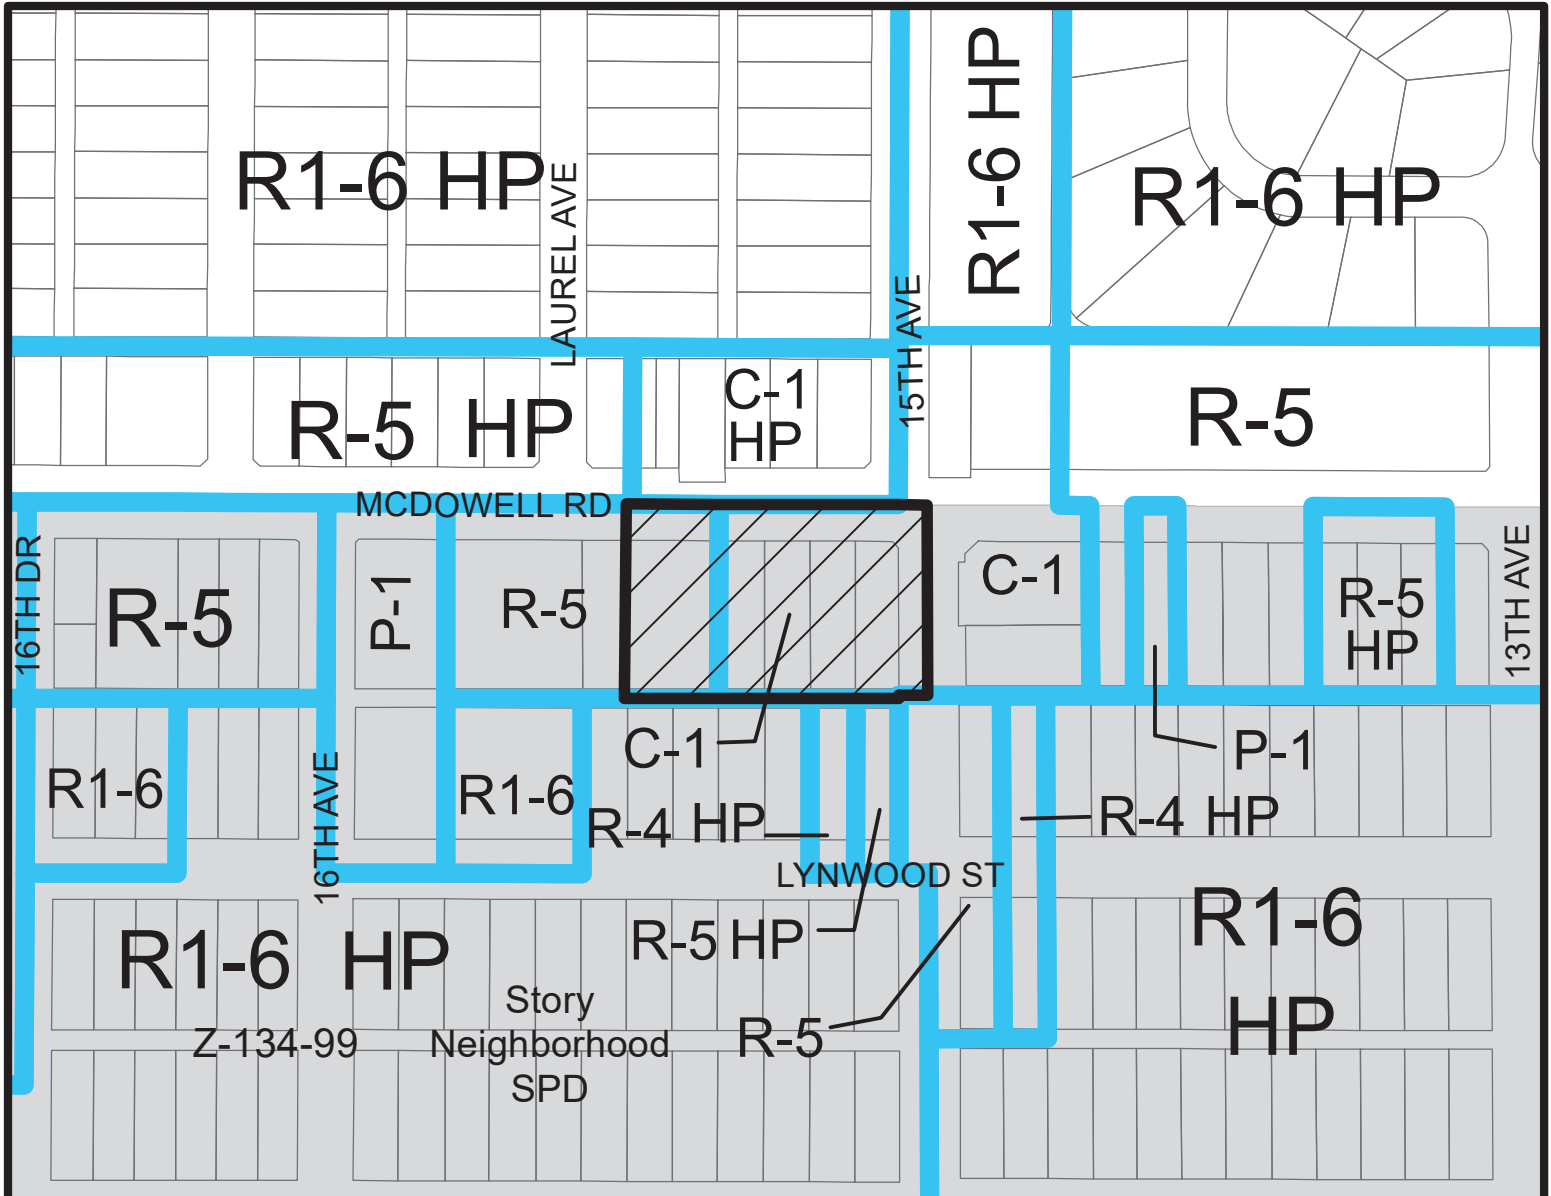 R1-6 HP
LAUREL AVE
R1-6 HP
R1-6 HP
15TH AVE
R-5 HP
C-1
HP
R-5
MCDOWELL RD
16TH DR
R-5
P-1
R-5
C-1
R-5
HP
13TH AVE
R1-6
16TH AVE
R1-6
C-1
R-4 HP
P-1
R-4 HP
LYNWOOD ST
R1-6 HP
R-5 HP
R1-6
HP
Z-134-99
Story
Neighborhood
SPD
R-5